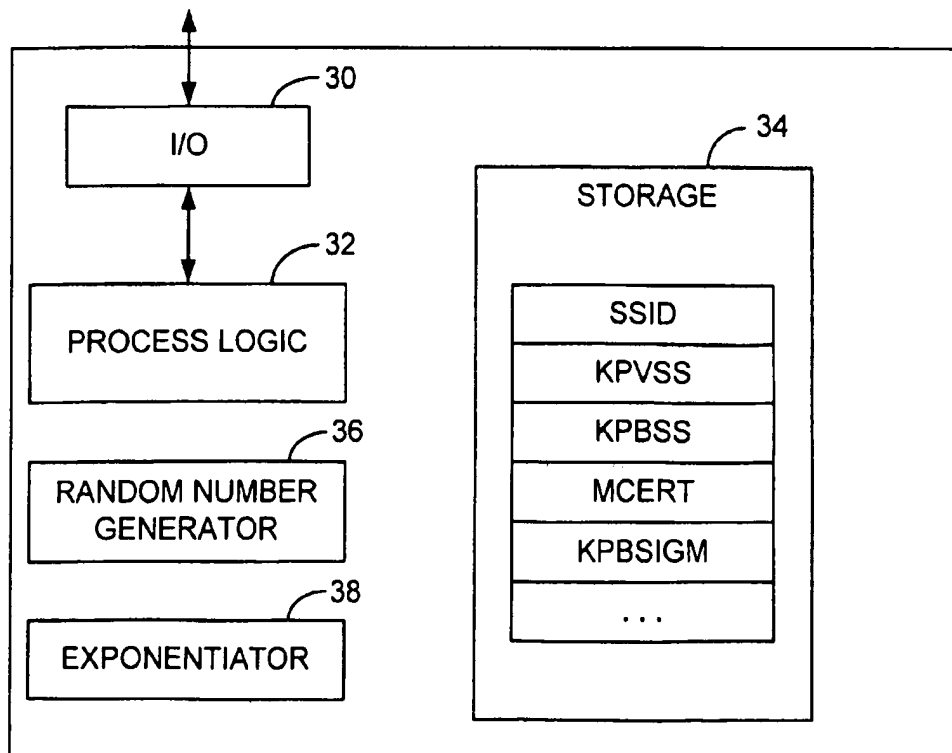 30
I/O
32
PROCESS LOGIC
36
RANDOM NUMBER
GENERATOR
38
EXPONENTIATOR
34
STORAGE
SSID
KPVSS
KPBSS
MCERT
KPBSIGM
...